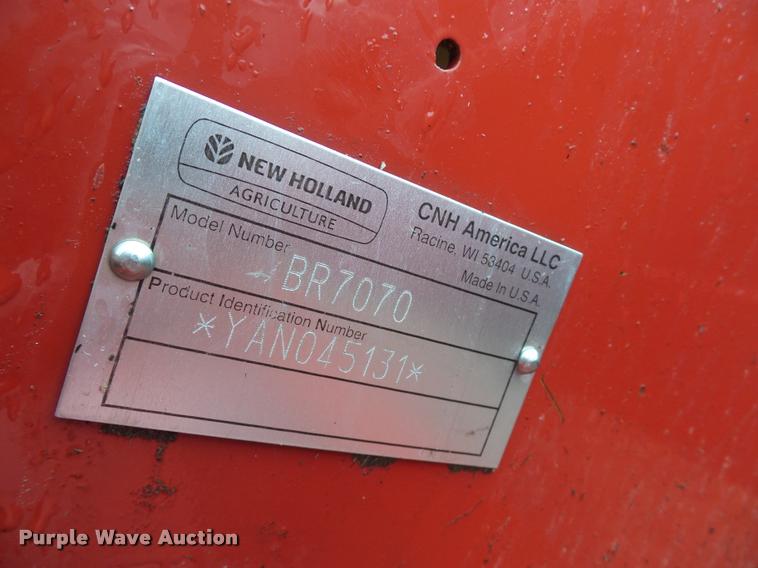 NEW HOLLAND
AGRICULTURE
CNH America LLC
Racine, WI 53404 U.S.A.
Made In U.S.A.
Model Number
BR7070
Product Identification Number
*YAN045131*
Purple Wave Auction